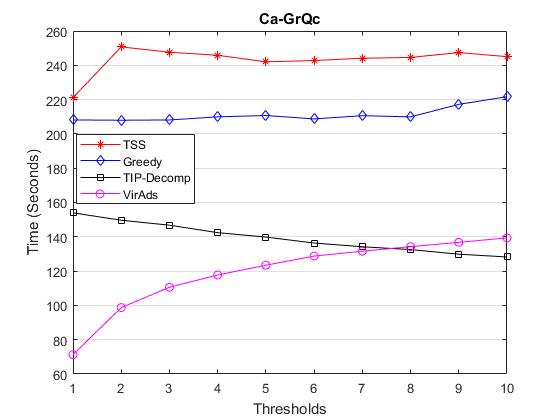 Ca-GrQc
260
240
220
200
180
160
140
120
100
80
60
Time (Seconds)
TSS
Greedy
TIP-Decomp
VirAds
1 2 3 4 5 6 7 8 9 10
Thresholds